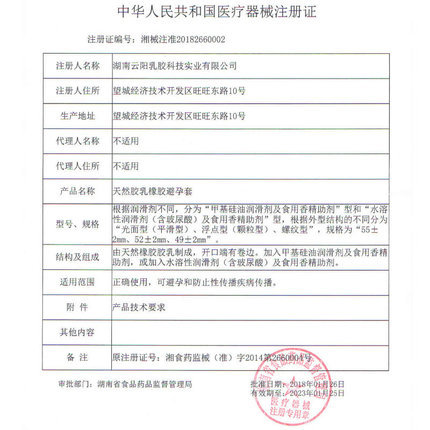 中华人民共和国医疗器械注册证
注册证编号：湘械注准20182660002
注册人名称 湖南云阳乳胶科技实业有限公司
注册人住所 望城经济技术开发区旺旺东路10号
生产地址 望城经济技术开发区旺旺东路10号
代理人名称 不适用
代理人住所 不适用
产品名称 天然胶乳橡胶避孕套
型号、规格 根据润滑剂不同，分为“甲基硅油润滑剂及食用香精助剂”型和“水溶
性润滑剂（含玻尿酸）及食用香精助剂”型，根据外型结构的不同分为
“光面型（平滑型）、浮点型（颗粒型）、螺纹型”，规格为“55±
2mm、52±2mm、49±2mm”。
结构及组成 由天然橡胶胶乳制成，开口端有卷边。加入甲基硅油润滑剂及食用香精
助剂，或加入水溶性润滑剂（含玻尿酸）及食用香精助剂。
适用范围 正确使用，可避孕和防止性传播疾病传播。
附 件 产品技术要求
其他内容
备 注 原注册证号：湘食药监械（准）字2014第2660004号
审批部门：湖南省食品药品监督管理局
批准日期：2018年01月26日
有效期至：2023年01月25日
医疗器械
注册专用章